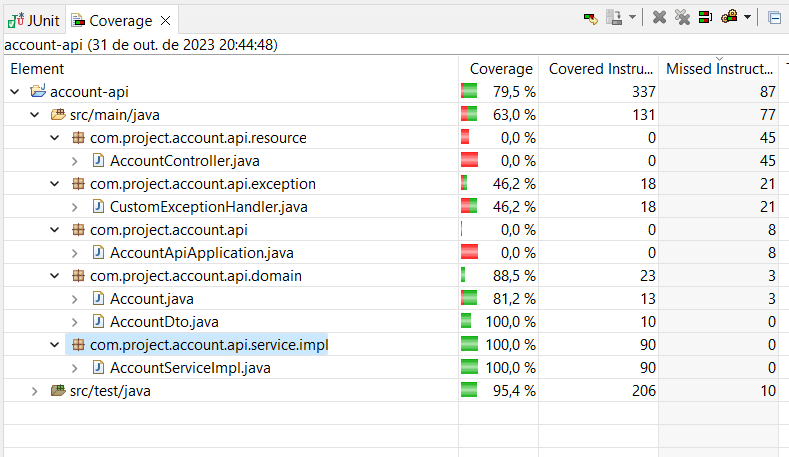 JUnit Coverage
account-api (31 de out. de 2023 20:44:48)
Element Coverage Covered Instru... Missed Instruct...
account-api 79,5 % 337 87
src/main/java 63,0 % 131 77
com.project.account.api.resource 0,0 % 0 45
AccountController.java 0,0 % 0 45
com.project.account.api.exception 46,2 % 18 21
CustomExceptionHandler.java 46,2 % 18 21
com.project.account.api 0,0 % 0 8
AccountApiApplication.java 0,0 % 0 8
com.project.account.api.domain 88,5 % 23 3
Account.java 81,2 % 13 3
AccountDto.java 100,0 % 10 0
com.project.account.api.service.impl 100,0 % 90 0
AccountServiceImpl.java 100,0 % 90 0
src/test/java 95,4 % 206 10